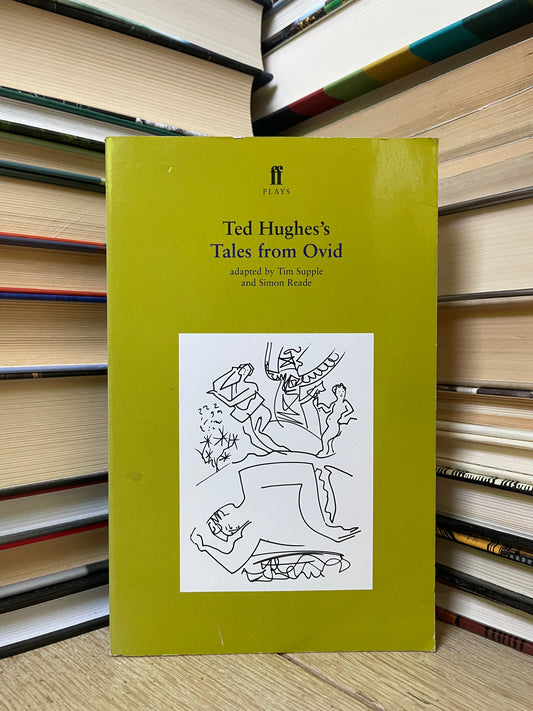 ff
PLAYS
Ted Hughes's
Tales from Ovid
adapted by Tim Supple
and Simon Reade